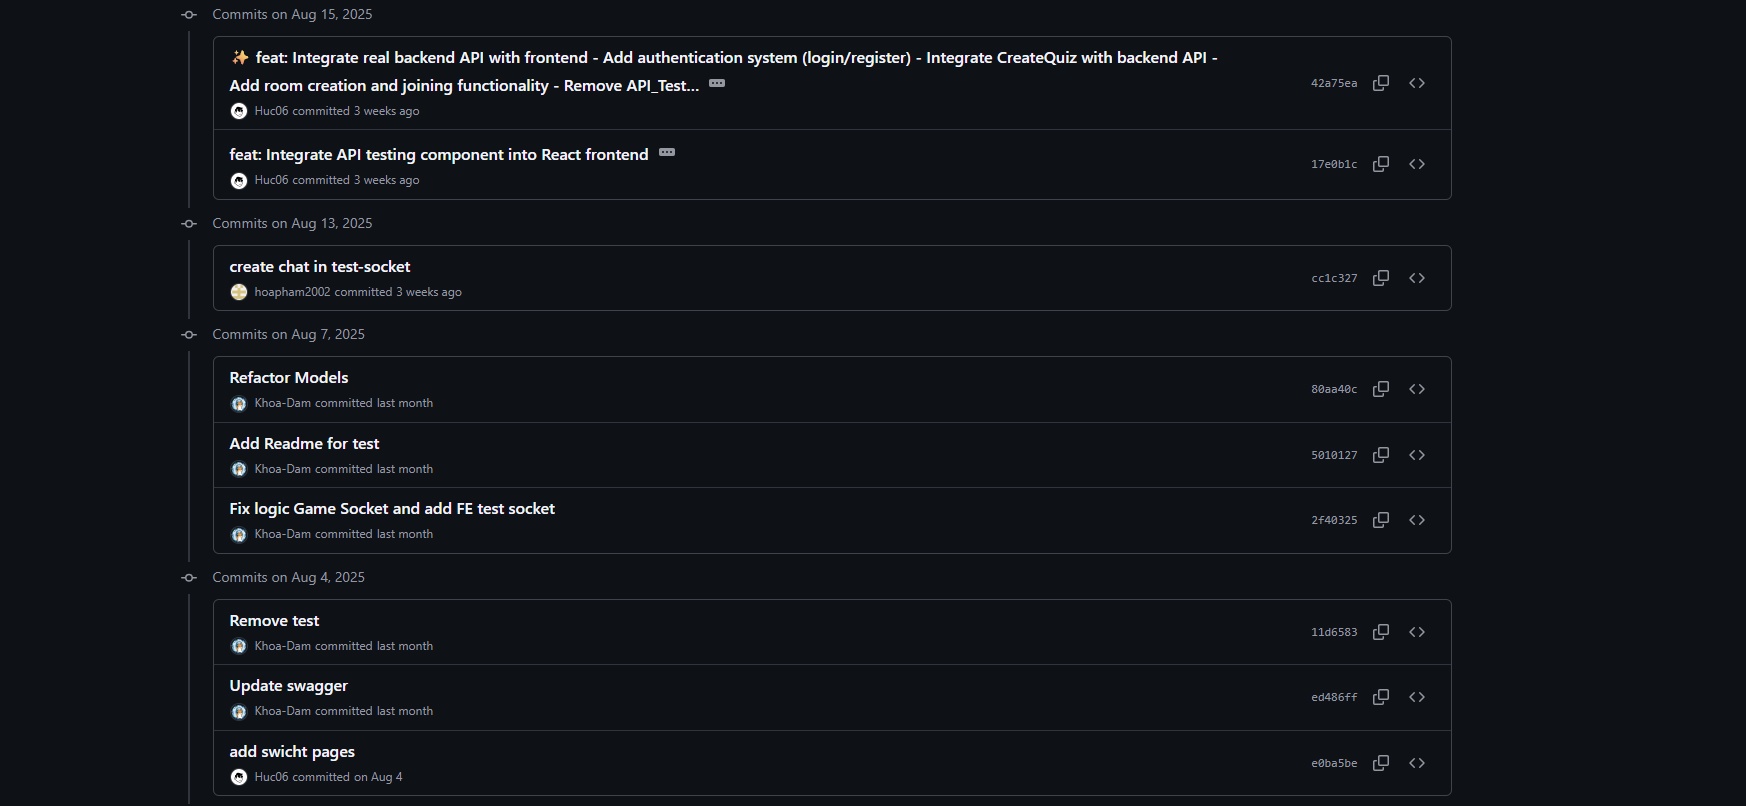 Commits on Aug 15, 2025
✨ feat: Integrate real backend API with frontend - Add authentication system (login/register) - Integrate CreateQuiz with backend API -
Add room creation and joining functionality - Remove API_Test...
42a75ea
Huc06 committed 3 weeks ago
feat: Integrate API testing component into React frontend
17e0b1c
Huc06 committed 3 weeks ago
Commits on Aug 13, 2025
create chat in test-socket
cc1c327
hoapham2002 committed 3 weeks ago
Commits on Aug 7, 2025
Refactor Models
80aa40c
Khoa-Dam committed last month
Add Readme for test
5010127
Khoa-Dam committed last month
Fix logic Game Socket and add FE test socket
2f40325
Khoa-Dam committed last month
Commits on Aug 4, 2025
Remove test
11d6583
Khoa-Dam committed last month
Update swagger
ed486ff
Khoa-Dam committed last month
add swicht pages
e0ba5be
Huc06 committed on Aug 4